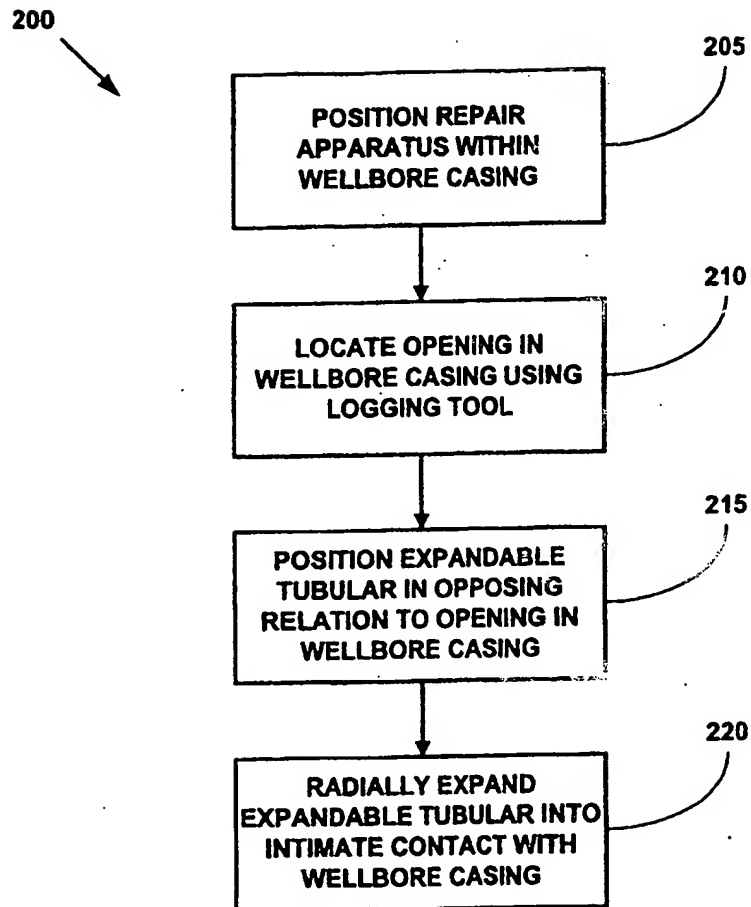 200
205
POSITION REPAIR
APPARATUS WITHIN
WELLBORE CASING
210
LOCATE OPENING IN
WELLBORE CASING USING
LOGGING TOOL
215
POSITION EXPANDABLE
TUBULAR IN OPPOSING
RELATION TO OPENING IN
WELLBORE CASING
220
RADIALLY EXPAND
EXPANDABLE TUBULAR INTO
INTIMATE CONTACT WITH
WELLBORE CASING